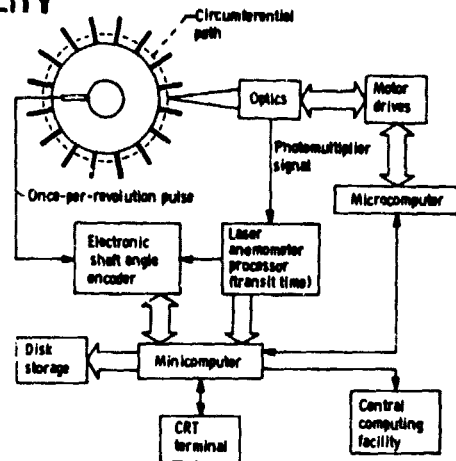 Circumferential
path
Optics
Motor
drives
Photomultiplier
signal
Once-per-revolution pulse
Microcomputer
Electronic
shaft angle
encoder
Laser
anemometer
processor
(transit time)
Disk
storage
Minicomputer
CRT
terminal
Central
computing
facility